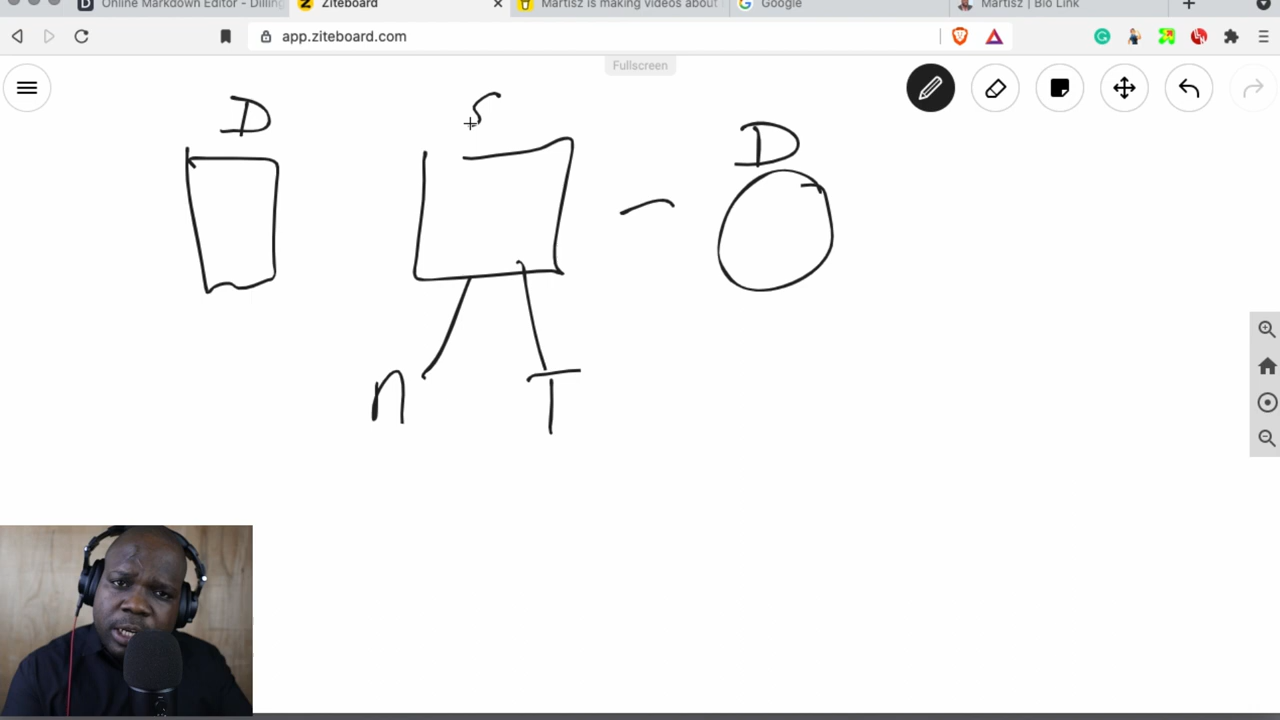 Online Markdown Editor - Dilling
Ziteboard
Martisz is making videos about
Google
Martisz | Bio Link
app.ziteboard.com
Fullscreen
D
S
D
n
T